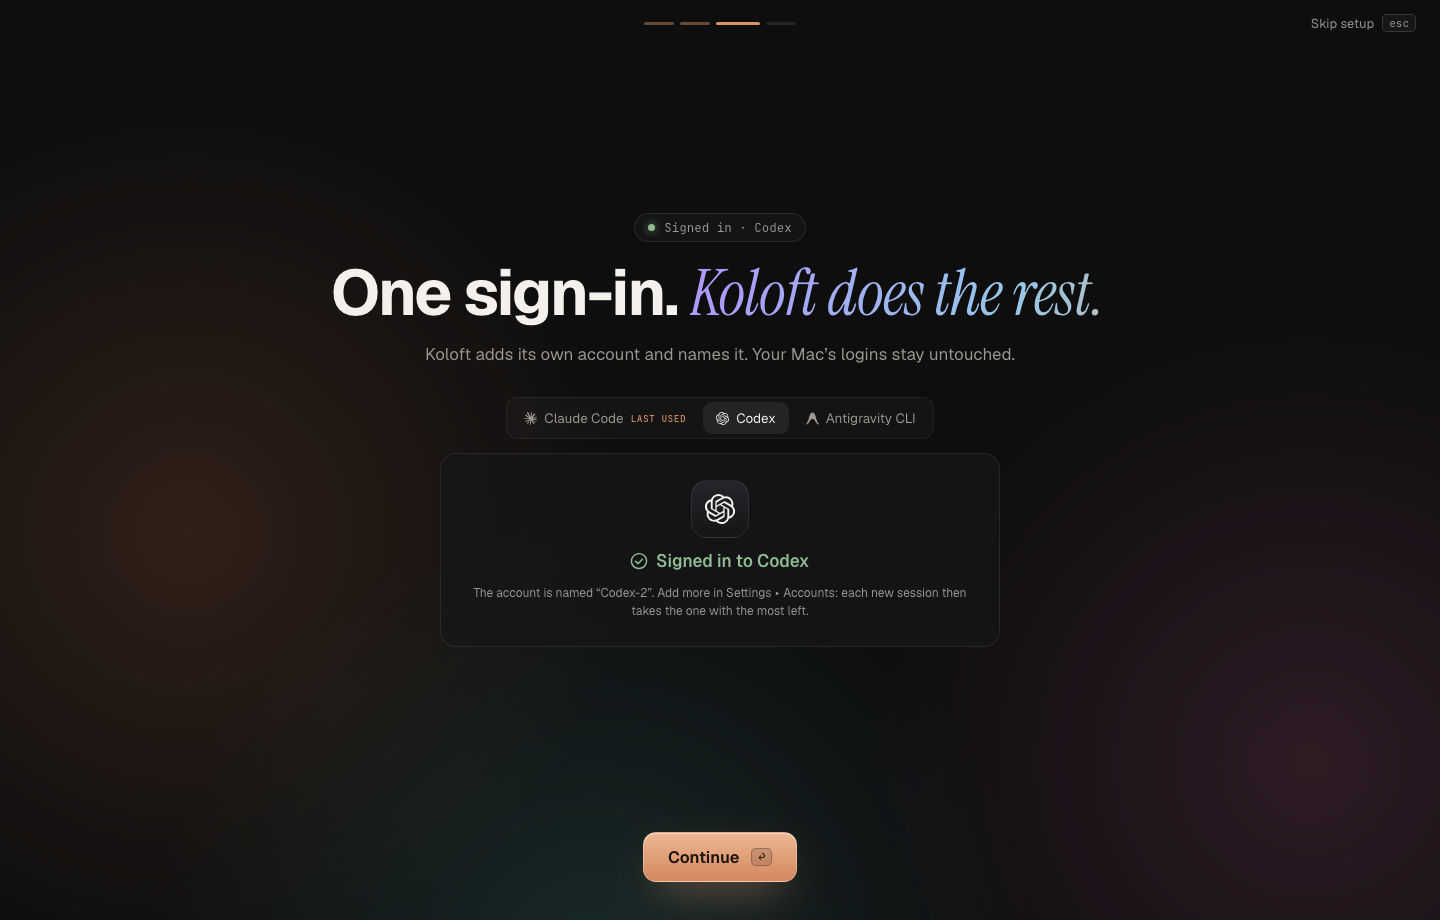 Skip setup esc
Signed in · Codex
One sign-in. Koloft does the rest.
Koloft adds its own account and names it. Your Mac’s logins stay untouched.
Claude Code LAST USED Codex Antigravity CLI
Signed in to Codex
The account is named “Codex-2”. Add more in Settings ▸ Accounts: each new session then
takes the one with the most left.
Continue ⏎